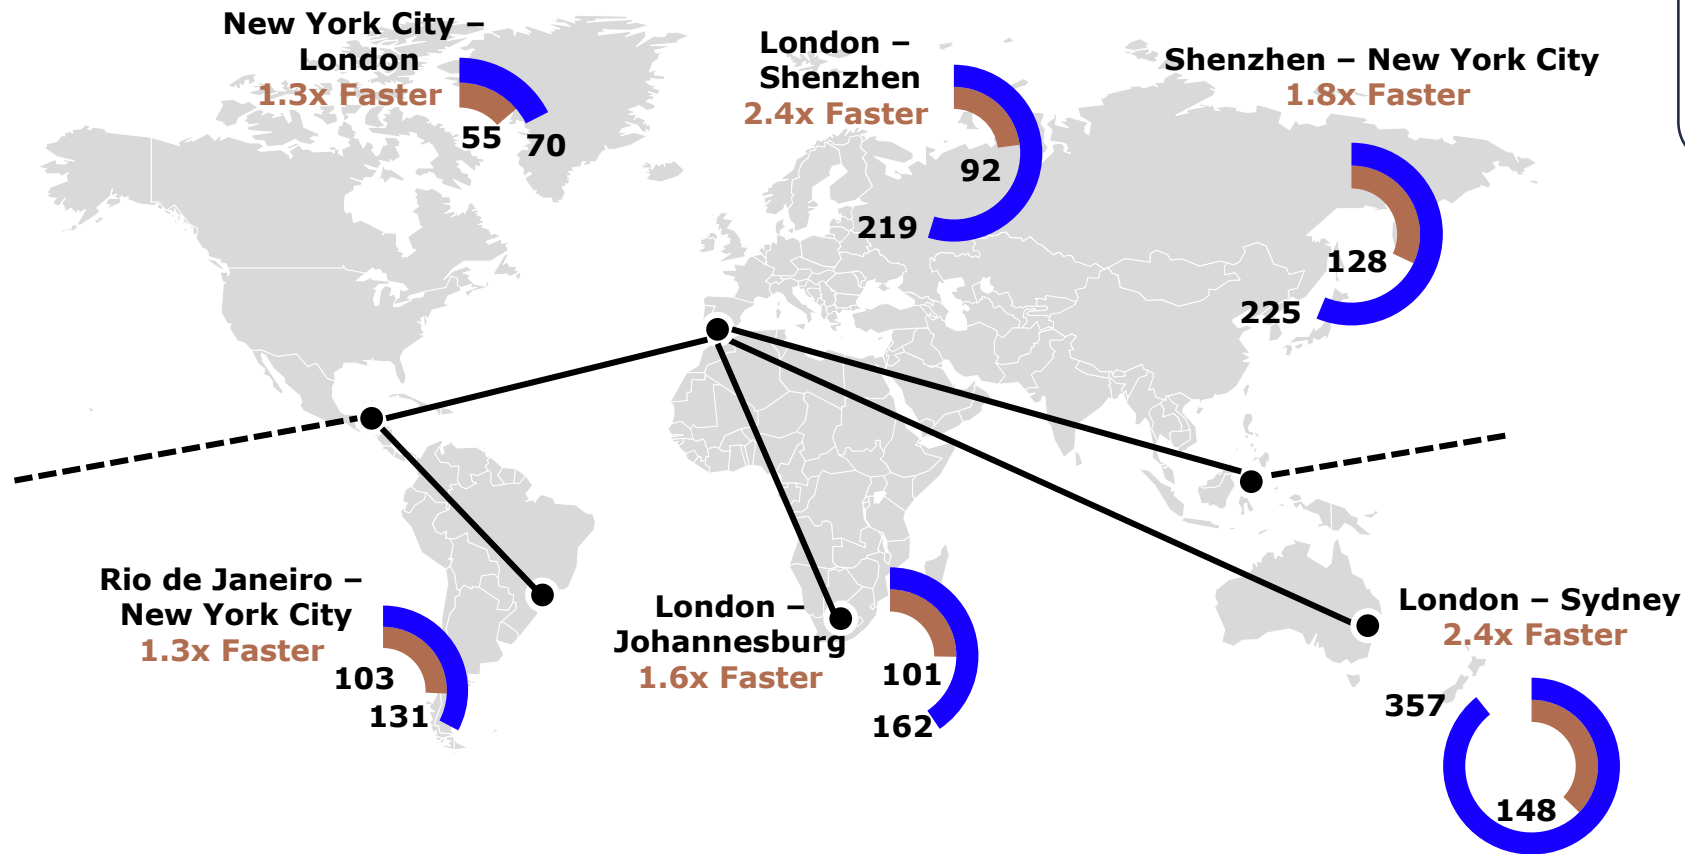 New York City –
London
1.3x Faster
55
70
London –
Shenzhen
2.4x Faster
92
219
Shenzhen – New York City
1.8x Faster
128
225
Rio de Janeiro –
New York City
1.3x Faster
103
131
London –
Johannesburg
1.6x Faster
101
162
London – Sydney
2.4x Faster
357
148